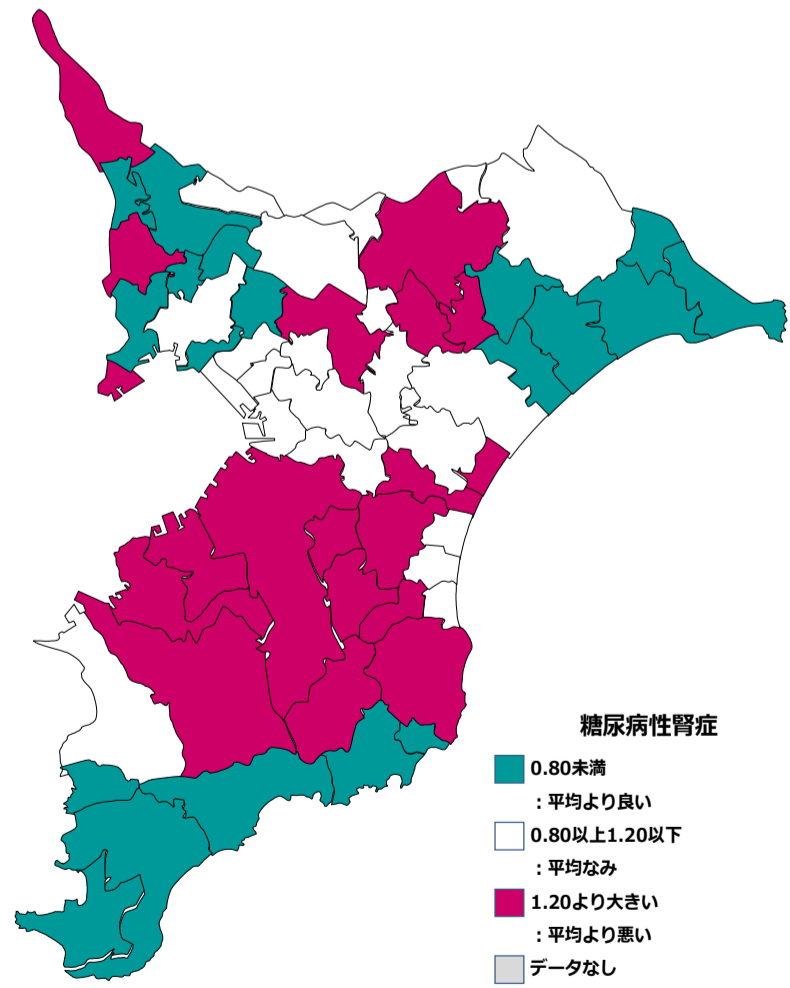 糖尿病性腎症
0.80未満
：平均より良い
0.80以上1.20以下
：平均なみ
1.20より大きい
：平均より悪い
データなし